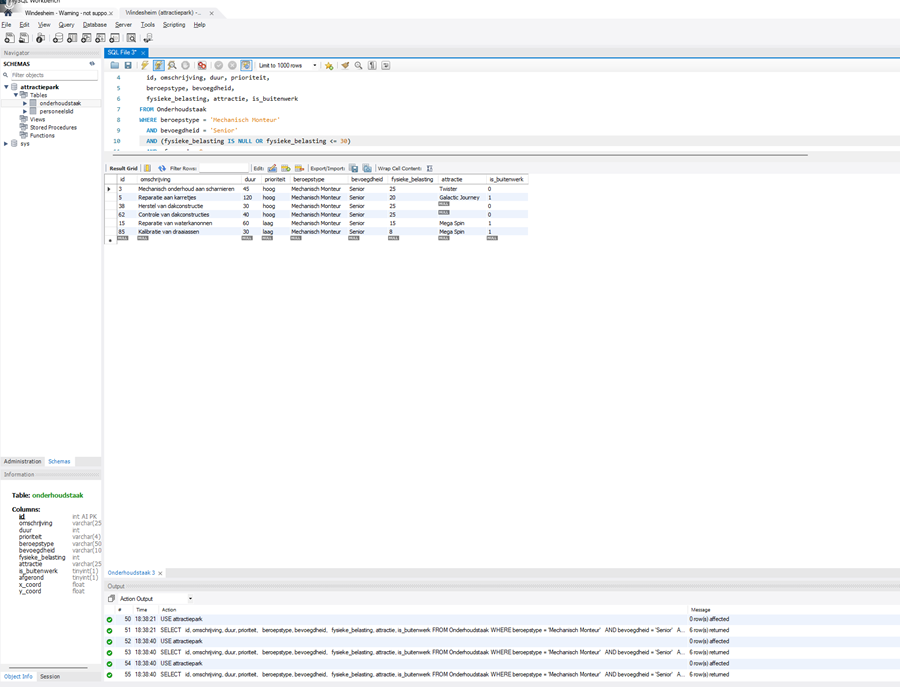 MySQL Workbench
Windesheim - Warning - not suppo... ×
Windesheim (attractiepark) -... ×
File Edit View Query Database Server Tools Scripting Help
Navigator
SQL File 3* ×
SCHEMAS
Filter objects
Limit to 1000 rows
attractiepark
Tables
onderhoudstaak
personeelslid
Views
Stored Procedures
Functions
sys
4 id, omschrijving, duur, prioriteit,
5 beroepstype, bevoegdheid,
6 fysieke_belasting, attractie, is_buitenwerk
7 FROM Onderhoudstaak
8 WHERE beroepstype = 'Mechanisch Monteur'
9 AND bevoegdheid = 'Senior'
10 AND (fysieke_belasting IS NULL OR fysieke_belasting <= 30)
Result Grid Filter Rows: Edit: Export/Import: Wrap Cell Content:
id omschrijving duur prioriteit beroepstype bevoegdheid fysieke_belasting attractie is_buitenwerk
3 Mechanisch onderhoud aan scharnieren 45 hoog Mechanisch Monteur Senior 25 Twister 0
5 Reparatie aan karretjes 120 hoog Mechanisch Monteur Senior 20 Galactic Journey 1
38 Herstel van dakconstructie 30 hoog Mechanisch Monteur Senior 25 NULL 0
62 Controle van dakconstructies 40 hoog Mechanisch Monteur Senior 25 NULL 0
15 Reparatie van waterkanonnen 60 laag Mechanisch Monteur Senior 15 Mega Spin 1
85 Kalibratie van draaiassen 30 laag Mechanisch Monteur Senior 8 Mega Spin 1
NULL NULL NULL NULL NULL NULL NULL NULL NULL
Administration Schemas
Information
Table: onderhoudstaak
Columns:
id int AI PK
omschrijving varchar(25
duur int
prioriteit varchar(4)
beroepstype varchar(50
bevoegdheid varchar(10
fysieke_belasting int
attractie varchar(25
is_buitenwerk tinyint(1)
afgerond tinyint(1)
x_coord float
y_coord float
Onderhoudstaak 3 ×
Output
Action Output
# Time Action Message
50 18:38:21 USE attractiepark 0 row(s) affected
51 18:38:21 SELECT id, omschrijving, duur, prioriteit, beroepstype, bevoegdheid, fysieke_belasting, attractie, is_buitenwerk FROM Onderhoudstaak WHERE beroepstype = 'Mechanisch Monteur' AND bevoegdheid = 'Senior' A... 6 row(s) returned
52 18:38:40 USE attractiepark 0 row(s) affected
53 18:38:40 SELECT id, omschrijving, duur, prioriteit, beroepstype, bevoegdheid, fysieke_belasting, attractie, is_buitenwerk FROM Onderhoudstaak WHERE beroepstype = 'Mechanisch Monteur' AND bevoegdheid = 'Senior' A... 6 row(s) returned
54 18:38:40 USE attractiepark 0 row(s) affected
55 18:38:40 SELECT id, omschrijving, duur, prioriteit, beroepstype, bevoegdheid, fysieke_belasting, attractie, is_buitenwerk FROM Onderhoudstaak WHERE beroepstype = 'Mechanisch Monteur' AND bevoegdheid = 'Senior' A... 6 row(s) returned
Object Info Session